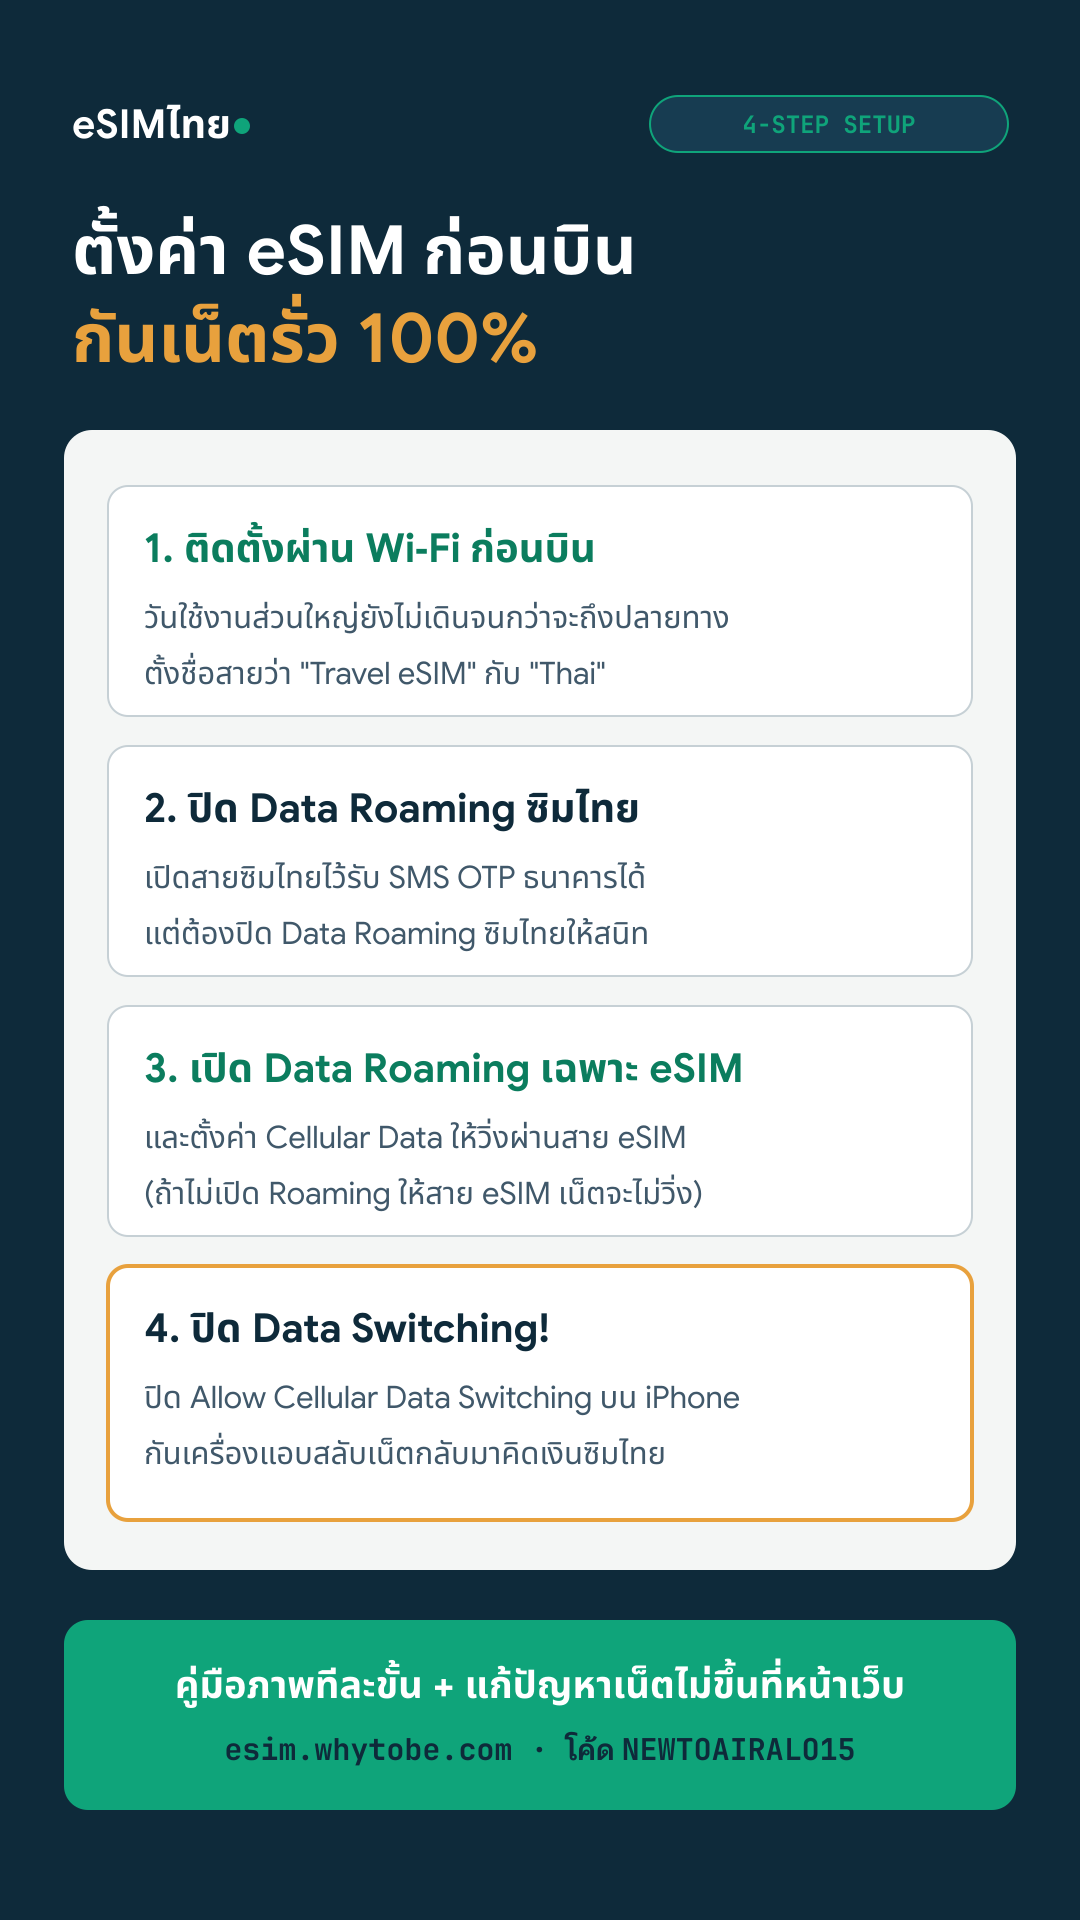 eSIMไทย
4-STEP SETUP
ตั้งค่า eSIM ก่อนบิน
กันเน็ตรั่ว 100%
1. ติดตั้งผ่าน Wi-Fi ก่อนบิน
วันใช้งานส่วนใหญ่ยังไม่เดินจนกว่าจะถึงปลายทาง
ตั้งชื่อสายว่า "Travel eSIM" กับ "Thai"
2. ปิด Data Roaming ซิมไทย
เปิดสายซิมไทยไว้รับ SMS OTP ธนาคารได้
แต่ต้องปิด Data Roaming ซิมไทยให้สนิท
3. เปิด Data Roaming เฉพาะ eSIM
และตั้งค่า Cellular Data ให้วิ่งผ่านสาย eSIM
(ถ้าไม่เปิด Roaming ให้สาย eSIM เน็ตจะไม่วิ่ง)
4. ปิด Data Switching!
ปิด Allow Cellular Data Switching บน iPhone
กันเครื่องแอบสลับเน็ตกลับมาคิดเงินซิมไทย
คู่มือภาพทีละขั้น + แก้ปัญหาเน็ตไม่ขึ้นที่หน้าเว็บ
esim.whytobe.com · โค้ด NEWTOAIRALO15